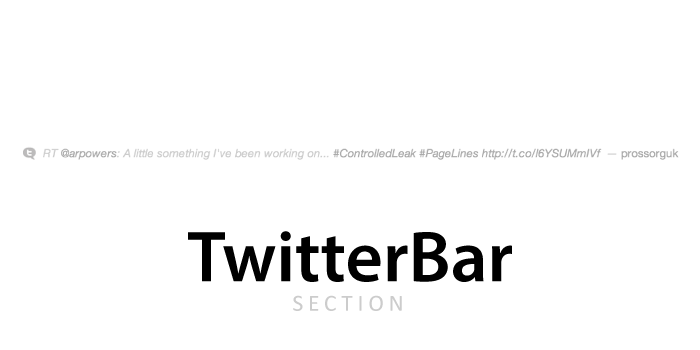 RT @arpowers: A little something I've been working on... #ControlledLeak #PageLines http://t.co/l6YSUMmIVf — prossorguk
TwitterBar
SECTION